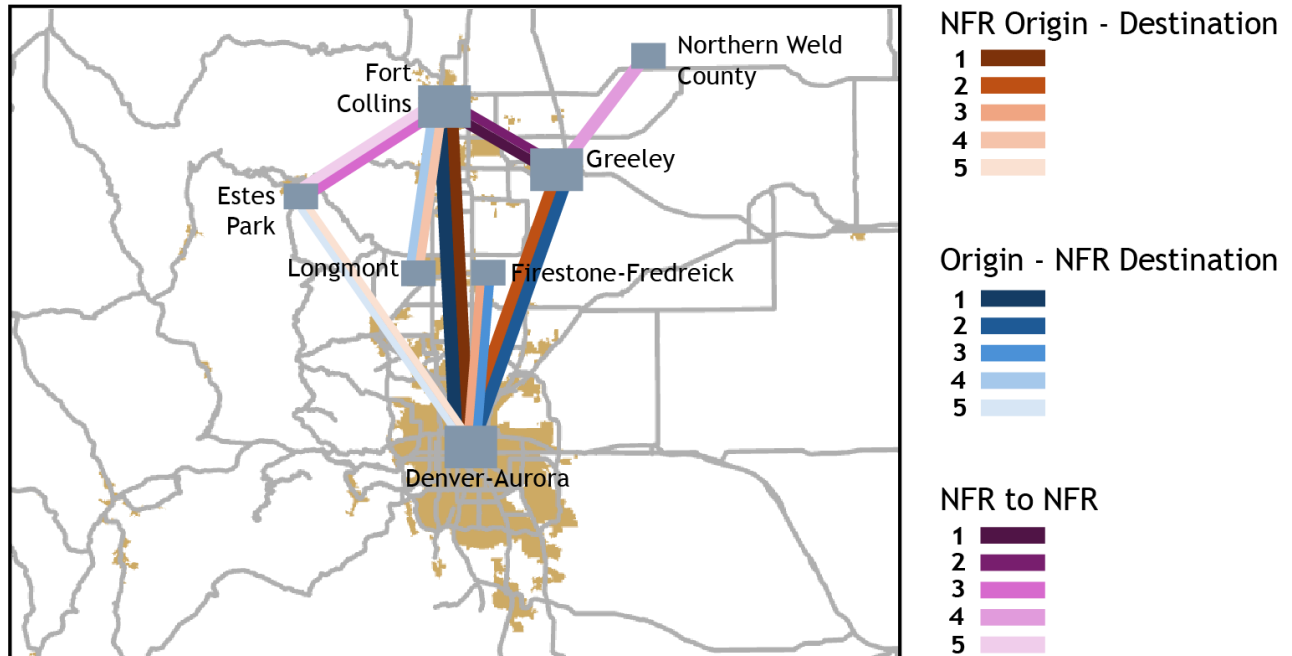 Northern Weld
County
Fort
Collins
Greeley
Estes
Park
Longmont
Firestone-Fredreick
Denver-Aurora
NFR Origin - Destination
1
2
3
4
5
Origin - NFR Destination
1
2
3
4
5
NFR to NFR
1
2
3
4
5